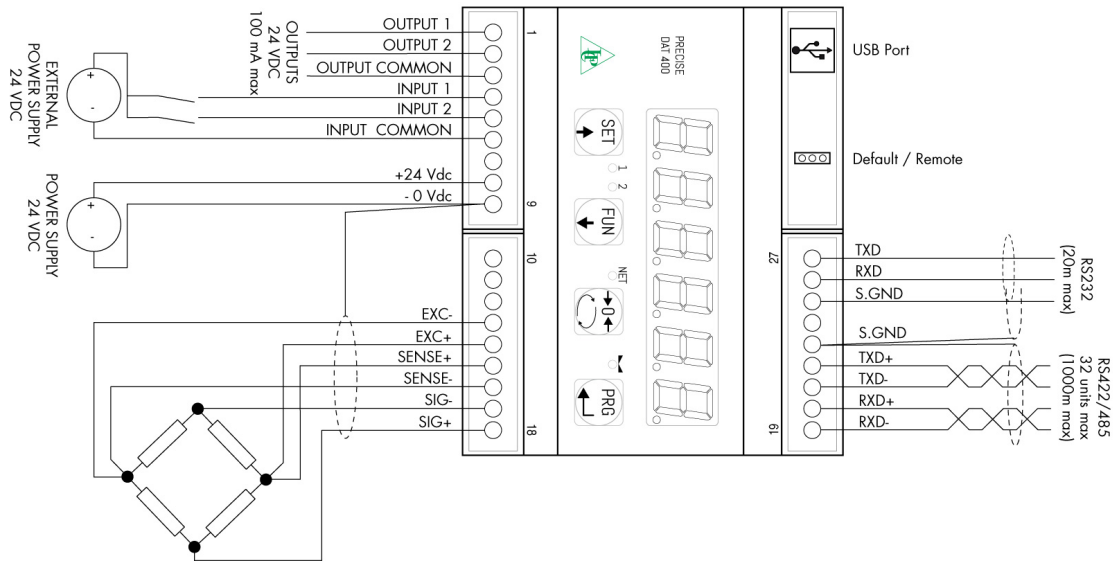 OUTPUT 1
OUTPUT 2
OUTPUT COMMON
INPUT 1
INPUT 2
INPUT COMMON
+24 Vdc
- 0 Vdc
EXC-
EXC+
SENSE+
SENSE-
SIG-
SIG+
OUTPUTS
24 VDC
100 mA max
EXTERNAL
POWER SUPPLY
24 VDC
+
-
POWER SUPPLY
24 VDC
+
-
1
9
10
18
PRECISE
DAT 400
SET
1
2
FUN
NET
0
PRG
USB Port
Default / Remote
27
19
TXD
RXD
S.GND
S.GND
TXD+
TXD-
RXD+
RXD-
RS232
(20m max)
RS422/485
32 units max
(1000m max)